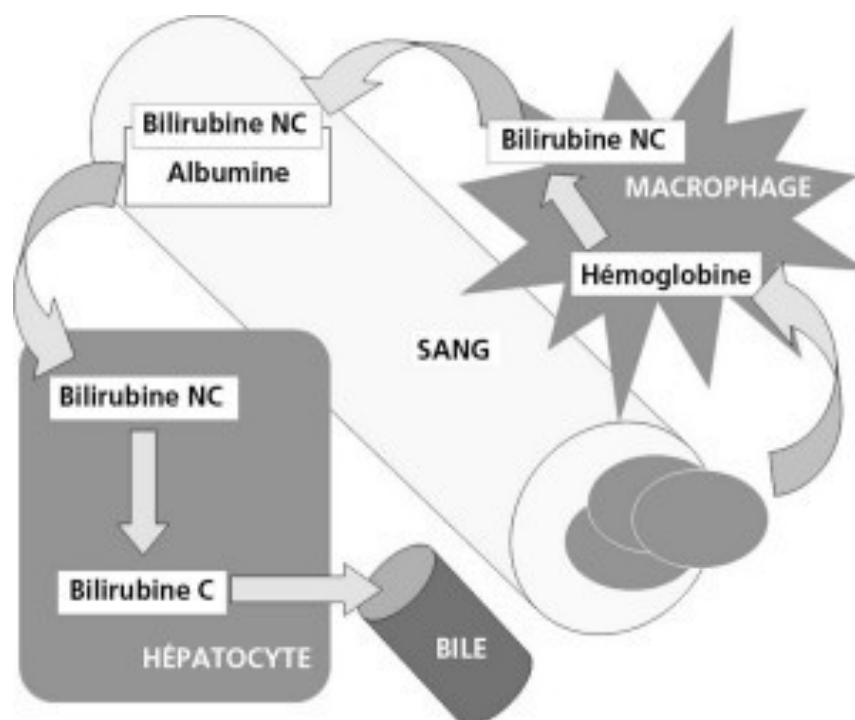 Bilirubine NC
Albumine
Bilirubine NC
MACROPHAGE
Hémoglobine
SANG
Bilirubine NC
Bilirubine C
HÉPATOCYTE
BILE